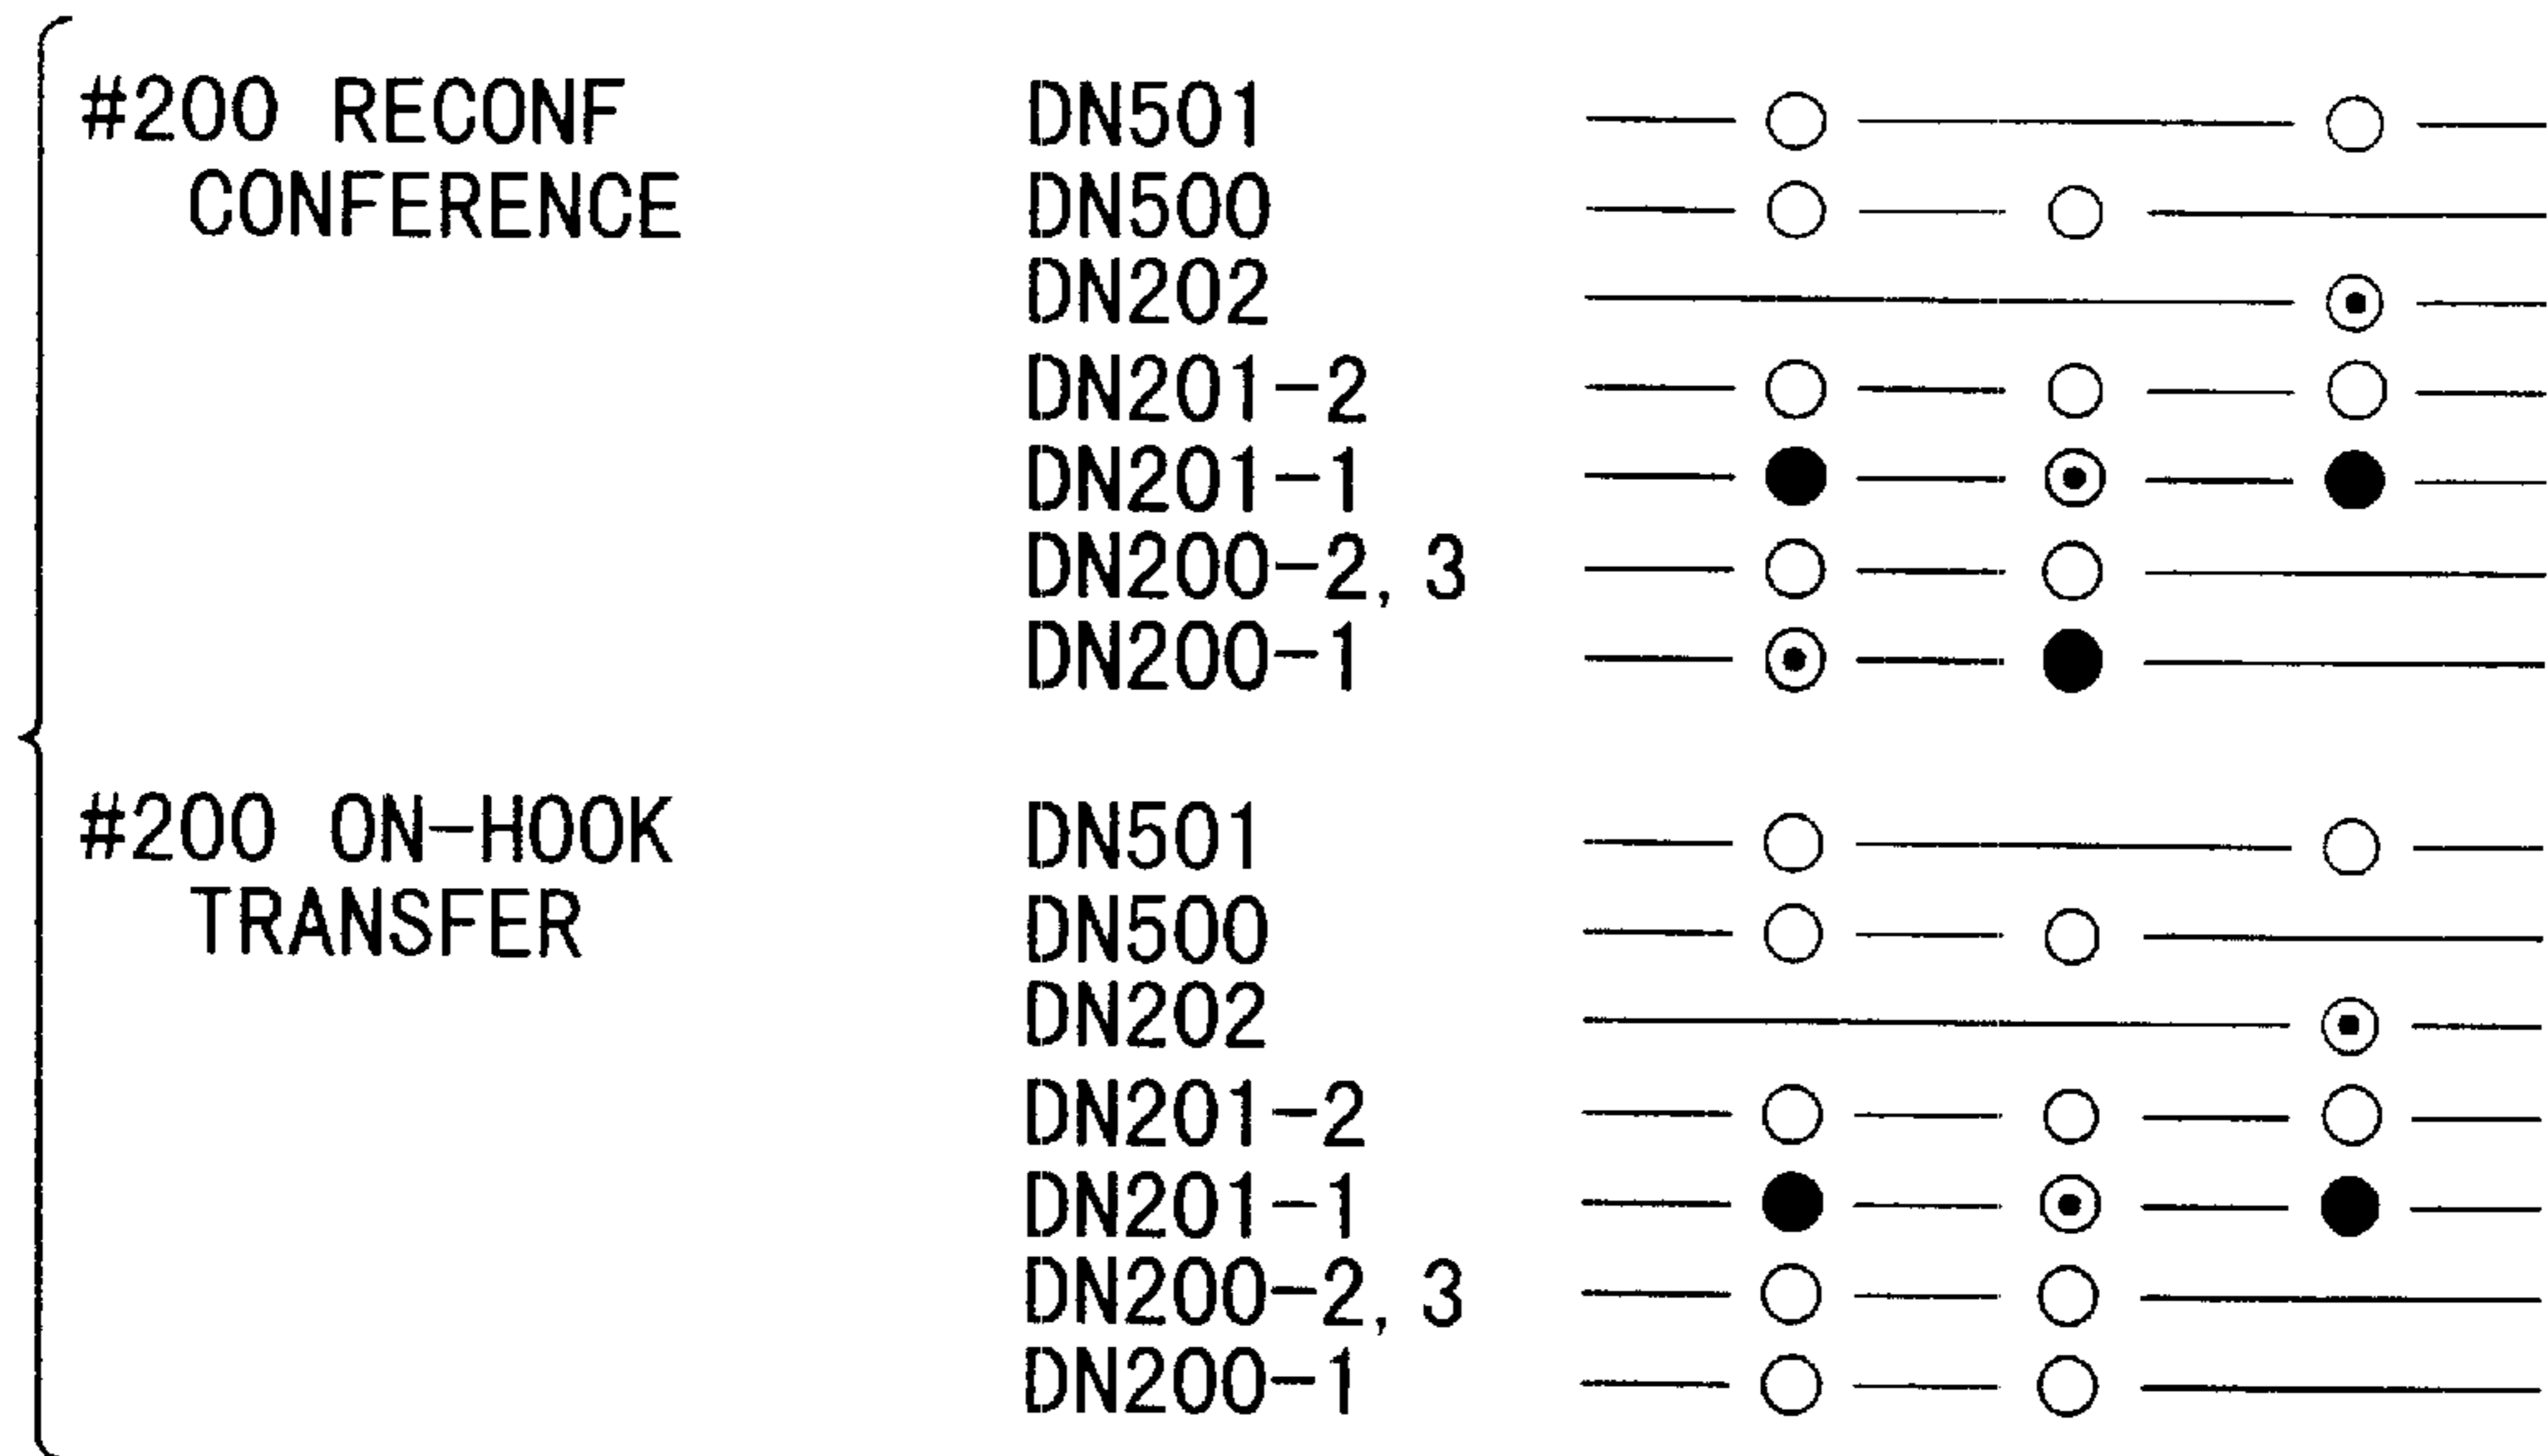 #200 RECONF
CONFERENCE
DN501
DN500
DN202
DN201-2
DN201-1
DN200-2, 3
DN200-1
#200 ON-HOOK
TRANSFER
DN501
DN500
DN202
DN201-2
DN201-1
DN200-2, 3
DN200-1